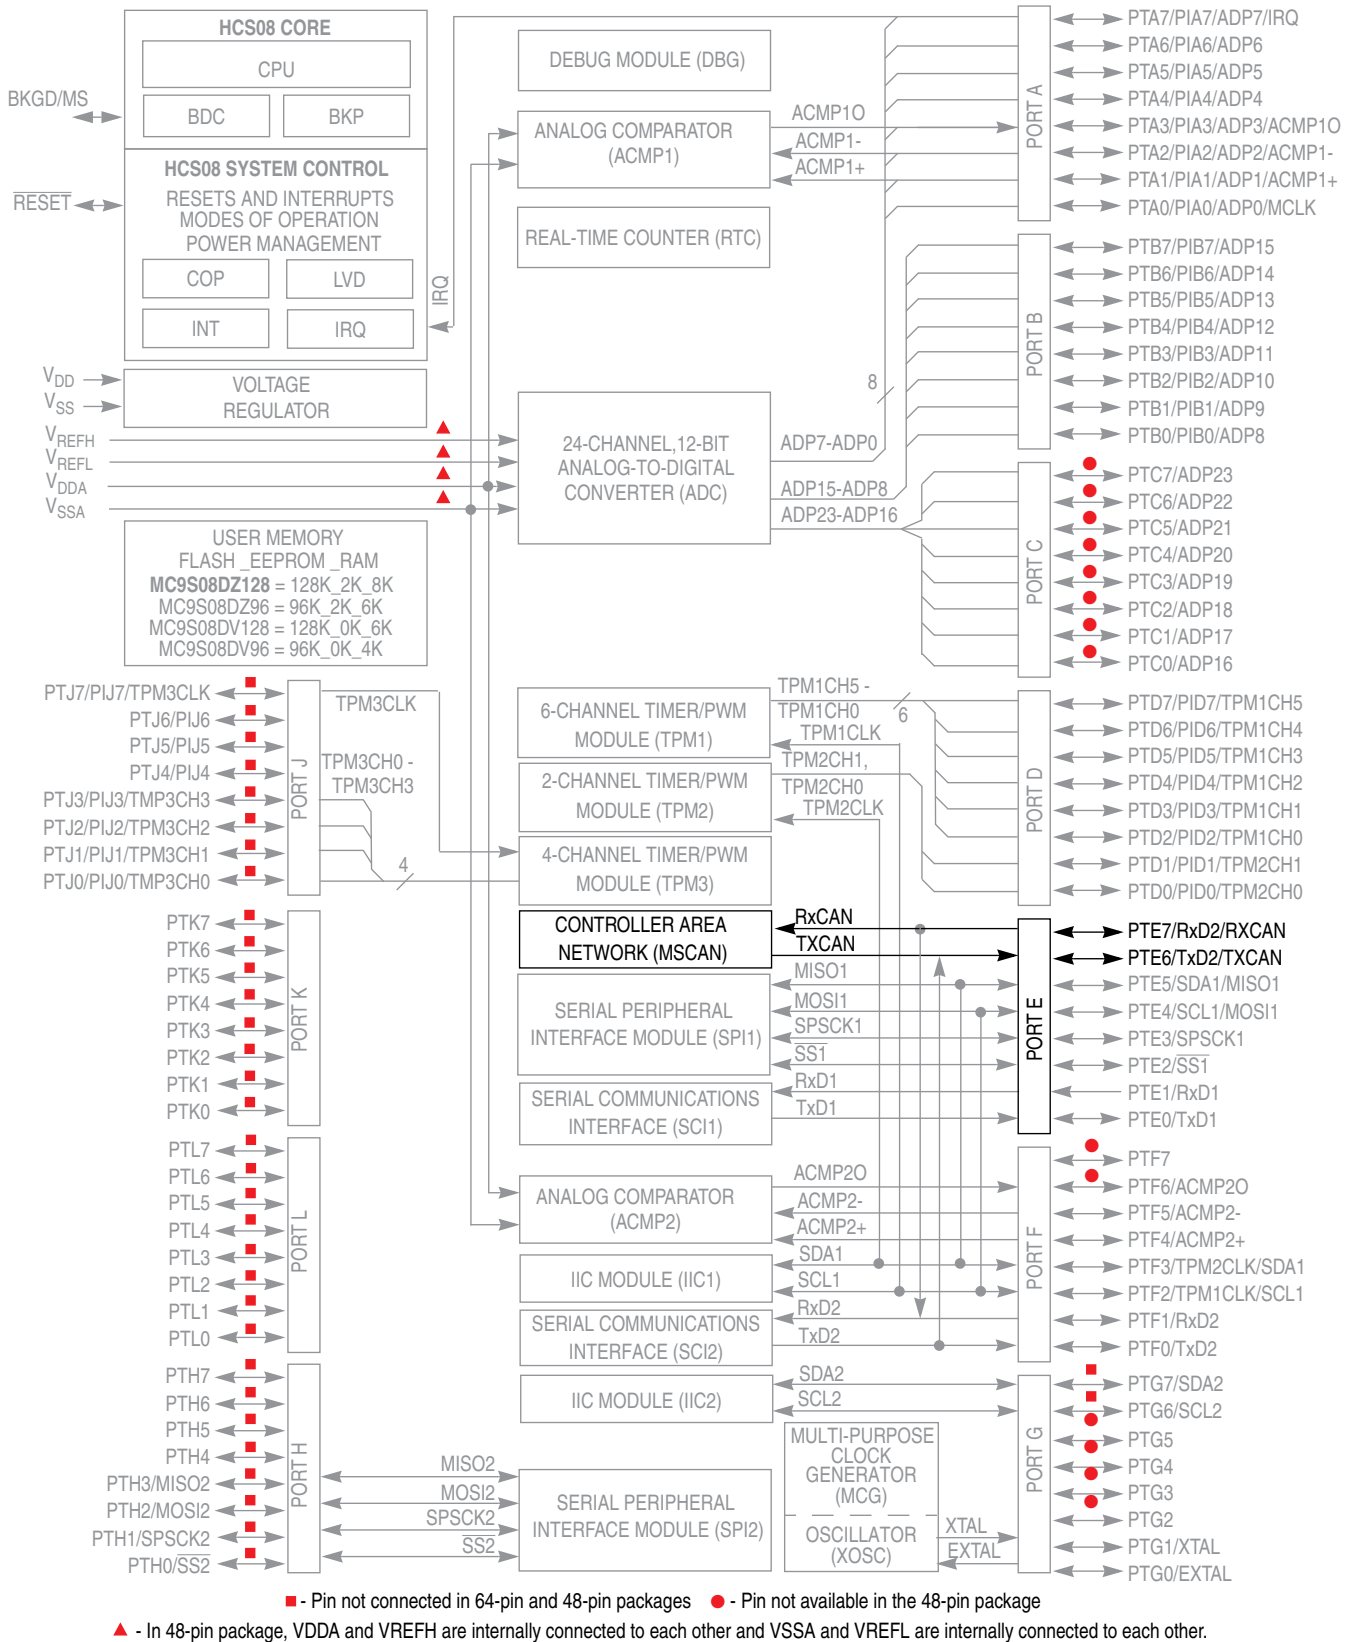 HCS08 CORE
CPU
BDC
BKP
BKGD/MS
HCS08 SYSTEM CONTROL
RESETS AND INTERRUPTS
MODES OF OPERATION
POWER MANAGEMENT
COP
LVD
INT
IRQ
RESET
IRQ
VOLTAGE
REGULATOR
VDD
VSS
VREFH
VREFL
VDDA
VSSA
USER MEMORY
FLASH _EEPROM _RAM
MC9S08DZ128 = 128K_2K_8K
MC9S08DZ96 = 96K_2K_6K
MC9S08DV128 = 128K_0K_6K
MC9S08DV96 = 96K_0K_4K
DEBUG MODULE (DBG)
ANALOG COMPARATOR
(ACMP1)
ACMP1O
ACMP1-
ACMP1+
REAL-TIME COUNTER (RTC)
24-CHANNEL,12-BIT
ANALOG-TO-DIGITAL
CONVERTER (ADC)
8
ADP7-ADP0
ADP15-ADP8
ADP23-ADP16
PORT A
PTA7/PIA7/ADP7/IRQ
PTA6/PIA6/ADP6
PTA5/PIA5/ADP5
PTA4/PIA4/ADP4
PTA3/PIA3/ADP3/ACMP1O
PTA2/PIA2/ADP2/ACMP1-
PTA1/PIA1/ADP1/ACMP1+
PTA0/PIA0/ADP0/MCLK
PORT B
PTB7/PIB7/ADP15
PTB6/PIB6/ADP14
PTB5/PIB5/ADP13
PTB4/PIB4/ADP12
PTB3/PIB3/ADP11
PTB2/PIB2/ADP10
PTB1/PIB1/ADP9
PTB0/PIB0/ADP8
PORT C
PTC7/ADP23
PTC6/ADP22
PTC5/ADP21
PTC4/ADP20
PTC3/ADP19
PTC2/ADP18
PTC1/ADP17
PTC0/ADP16
PTJ7/PIJ7/TPM3CLK
PTJ6/PIJ6
PTJ5/PIJ5
PTJ4/PIJ4
PTJ3/PIJ3/TMP3CH3
PTJ2/PIJ2/TPM3CH2
PTJ1/PIJ1/TPM3CH1
PTJ0/PIJ0/TMP3CH0
PORT J
TPM3CLK
TPM3CH0 -
TPM3CH3
4
6-CHANNEL TIMER/PWM
MODULE (TPM1)
TPM1CH5 -
TPM1CH0
6
TPM1CLK
2-CHANNEL TIMER/PWM
MODULE (TPM2)
TPM2CH1,
TPM2CH0
TPM2CLK
4-CHANNEL TIMER/PWM
MODULE (TPM3)
PORT D
PTD7/PID7/TPM1CH5
PTD6/PID6/TPM1CH4
PTD5/PID5/TPM1CH3
PTD4/PID4/TPM1CH2
PTD3/PID3/TPM1CH1
PTD2/PID2/TPM1CH0
PTD1/PID1/TPM2CH1
PTD0/PID0/TPM2CH0
PTK7
PTK6
PTK5
PTK4
PTK3
PTK2
PTK1
PTK0
PORT K
CONTROLLER AREA
NETWORK (MSCAN)
RxCAN
TXCAN
SERIAL PERIPHERAL
INTERFACE MODULE (SPI1)
MISO1
MOSI1
SPSCK1
SS1
SERIAL COMMUNICATIONS
INTERFACE (SCI1)
RxD1
TxD1
PORT E
PTE7/RxD2/RXCAN
PTE6/TxD2/TXCAN
PTE5/SDA1/MISO1
PTE4/SCL1/MOSI1
PTE3/SPSCK1
PTE2/SS1
PTE1/RxD1
PTE0/TxD1
PTL7
PTL6
PTL5
PTL4
PTL3
PTL2
PTL1
PTL0
PORT L
ANALOG COMPARATOR
(ACMP2)
ACMP2O
ACMP2-
ACMP2+
IIC MODULE (IIC1)
SDA1
SCL1
SERIAL COMMUNICATIONS
INTERFACE (SCI2)
RxD2
TxD2
PORT F
PTF7
PTF6/ACMP2O
PTF5/ACMP2-
PTF4/ACMP2+
PTF3/TPM2CLK/SDA1
PTF2/TPM1CLK/SCL1
PTF1/RxD2
PTF0/TxD2
PTH7
PTH6
PTH5
PTH4
PTH3/MISO2
PTH2/MOSI2
PTH1/SPSCK2
PTH0/SS2
PORT H
MISO2
MOSI2
SPSCK2
SS2
IIC MODULE (IIC2)
SDA2
SCL2
SERIAL PERIPHERAL
INTERFACE MODULE (SPI2)
MULTI-PURPOSE
CLOCK
GENERATOR
(MCG)
OSCILLATOR
(XOSC)
XTAL
EXTAL
PORT G
PTG7/SDA2
PTG6/SCL2
PTG5
PTG4
PTG3
PTG2
PTG1/XTAL
PTG0/EXTAL
- Pin not connected in 64-pin and 48-pin packages
- Pin not available in the 48-pin package
- In 48-pin package, VDDA and VREFH are internally connected to each other and VSSA and VREFL are internally connected to each other.